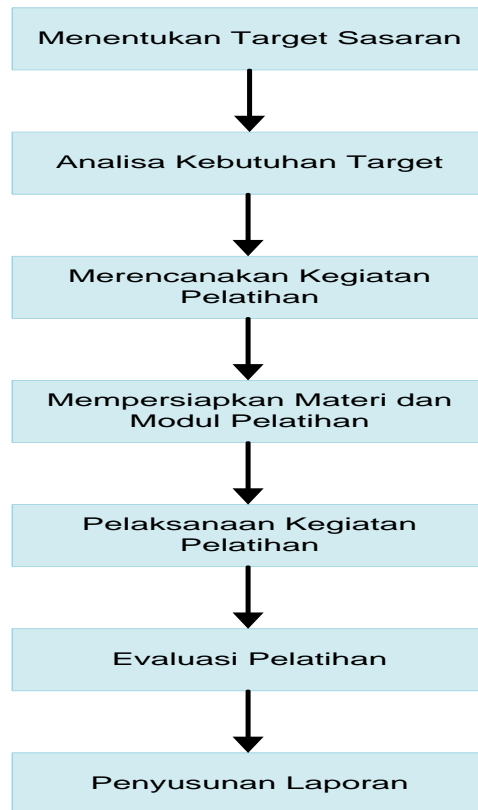 Menentukan Target Sasaran
Analisa Kebutuhan Target
Merencanakan Kegiatan
Pelatihan
Mempersiapkan Materi dan
Modul Pelatihan
Pelaksanaan Kegiatan
Pelatihan
Evaluasi Pelatihan
Penyusunan Laporan